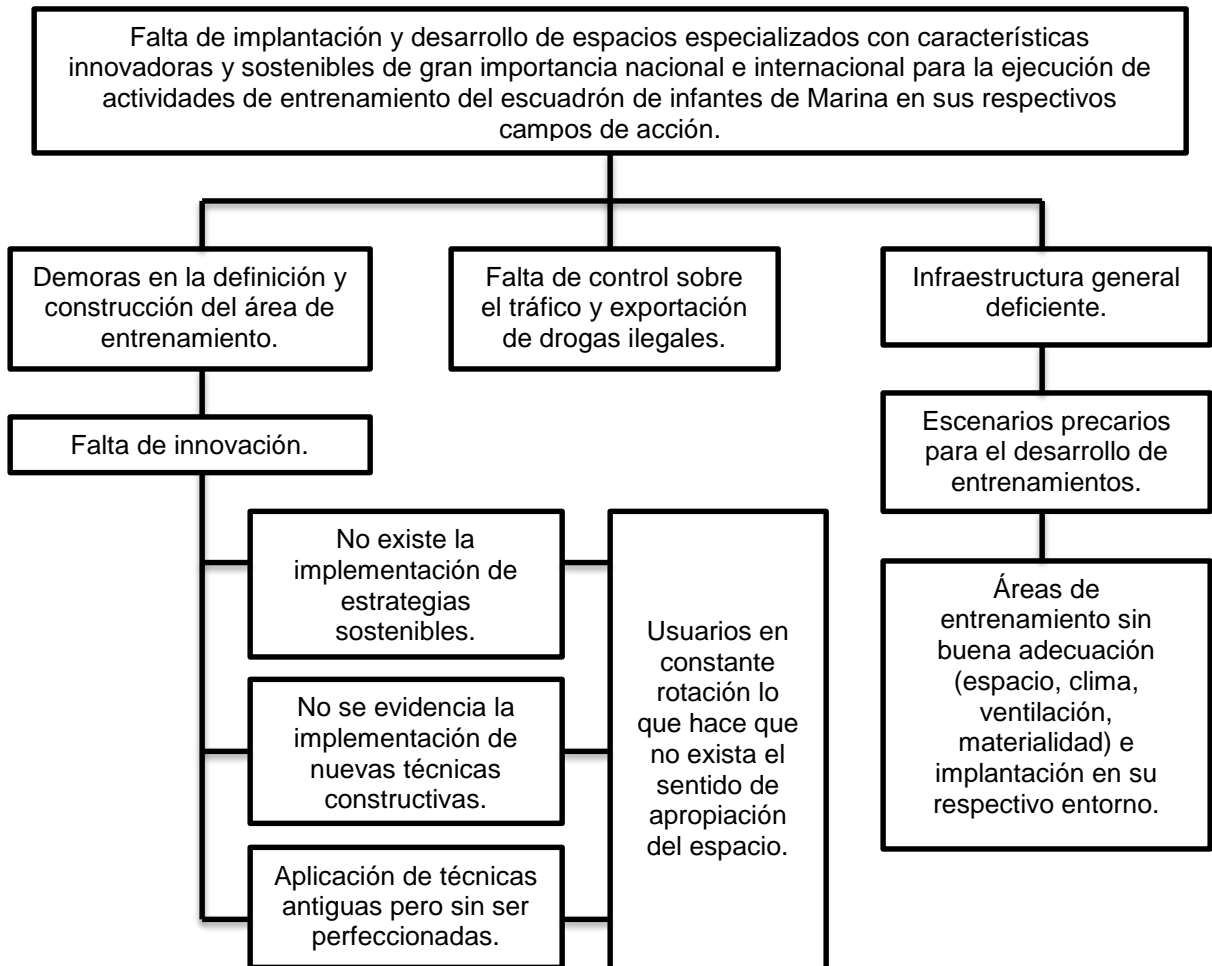 Falta de implantación y desarrollo de espacios especializados con características
innovadoras y sostenibles de gran importancia nacional e internacional para la ejecución de
actividades de entrenamiento del escuadrón de infantes de Marina en sus respectivos
campos de acción.
Demoras en la definición y
construcción del área de
entrenamiento.
Falta de control sobre
el tráfico y exportación
de drogas ilegales.
Infraestructura general
deficiente.
Falta de innovación.
Escenarios precarios
para el desarrollo de
entrenamientos.
No existe la
implementación de
estrategias
sostenibles.
No se evidencia la
implementación de
nuevas técnicas
constructivas.
Aplicación de técnicas
antiguas pero sin ser
perfeccionadas.
Usuarios en
constante
rotación lo
que hace que
no exista el
sentido de
apropiación
del espacio.
Áreas de
entrenamiento sin
buena adecuación
(espacio, clima,
ventilación,
materialidad) e
implantación en su
respectivo entorno.